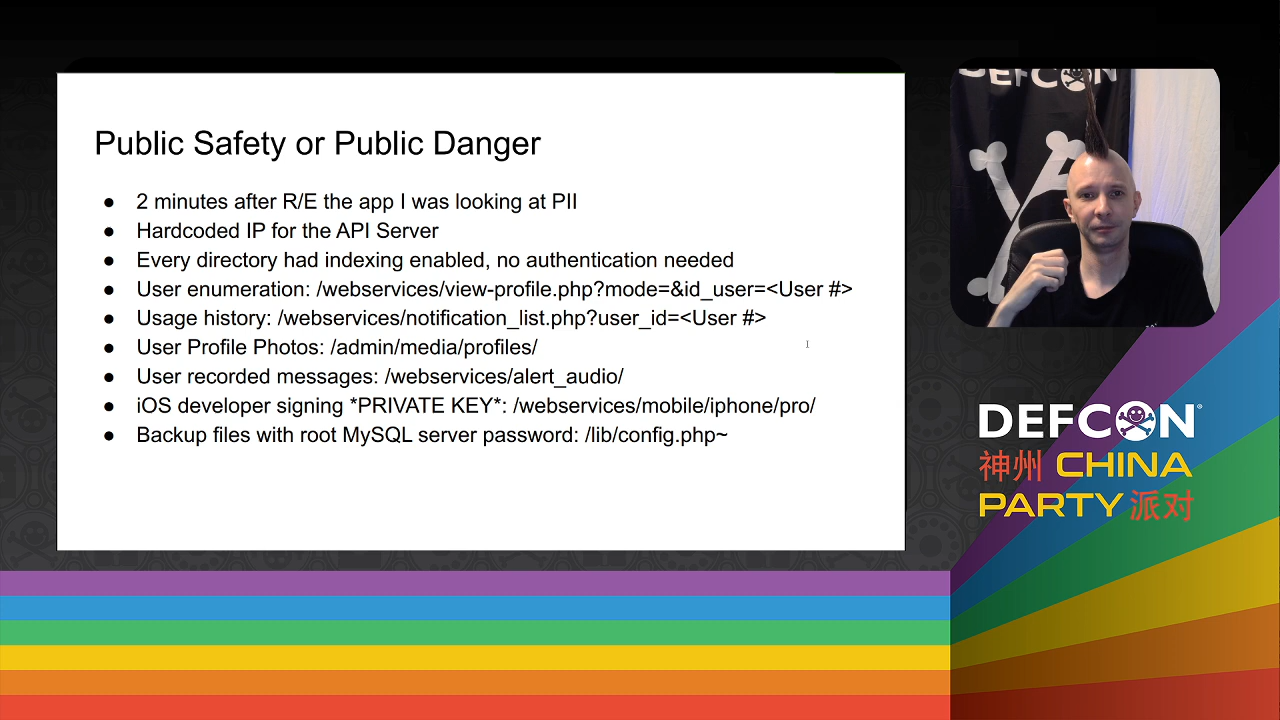 Public Safety or Public Danger
● 2 minutes after R/E the app I was looking at PII
● Hardcoded IP for the API Server
● Every directory had indexing enabled, no authentication needed
● User enumeration: /webservices/view-profile.php?mode=&id_user=<User #>
● Usage history: /webservices/notification_list.php?user_id=<User #>
● User Profile Photos: /admin/media/profiles/
● User recorded messages: /webservices/alert_audio/
● iOS developer signing *PRIVATE KEY*: /webservices/mobile/iphone/pro/
● Backup files with root MySQL server password: /lib/config.php~
DEFCON
DEFCON®
神州 CHINA
PARTY 派对